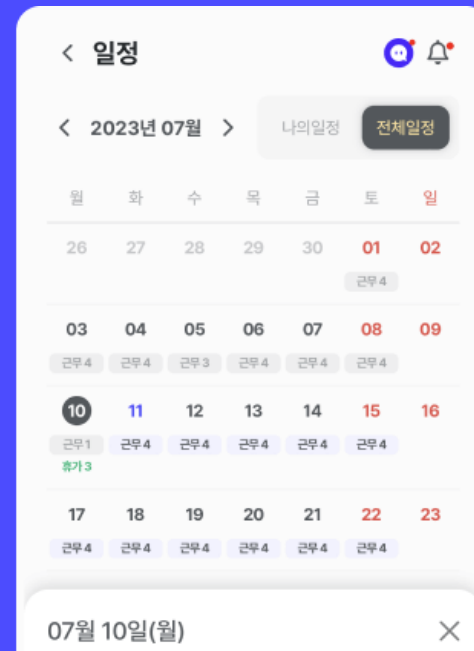 일정
2023년 07월 나의일정 전체일정
월 화 수 목 금 토 일
26 27 28 29 30 01 02
근무 4
03 04 05 06 07 08 09
근무 4 근무 4 근무 3 근무 4 근무 4 근무 4
10 11 12 13 14 15 16
근무 1 근무 4 근무 4 근무 4 근무 4 근무 4
휴가 3
17 18 19 20 21 22 23
근무 4 근무 4 근무 4 근무 4 근무 4 근무 4
07월 10일(월)